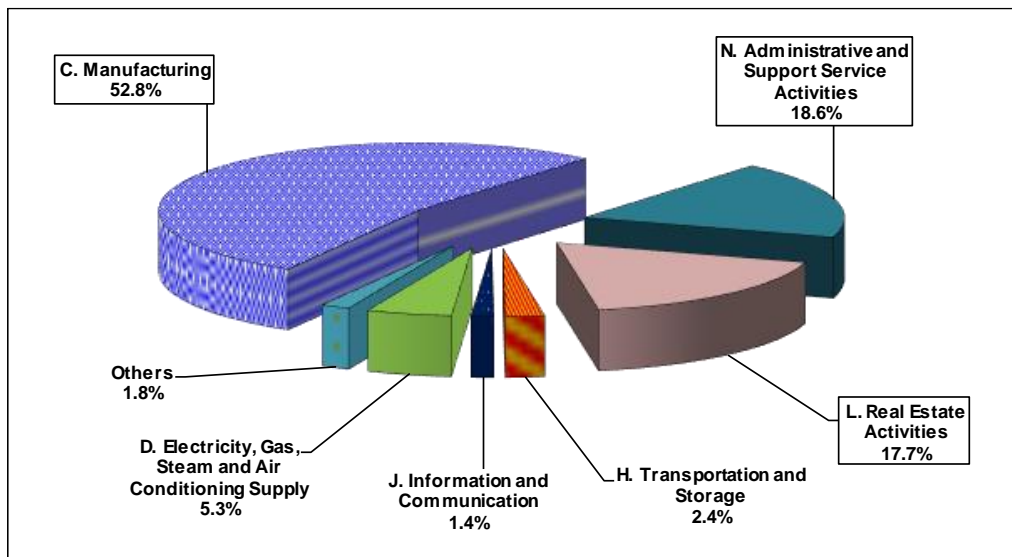 C. Manufacturing
52.8%
N. Administrative and
Support Service
Activities
18.6%
Others
1.8%
D. Electricity, Gas,
Steam and Air
Conditioning Supply
5.3%
J. Information and
Communication
1.4%
H. Transportation and
Storage
2.4%
L. Real Estate
Activities
17.7%